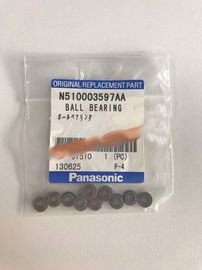 ORIGINAL REPLACEMENT PART
N510003597AA
BALL BEARING
ボールベアリング
37510 1 (PC)
130625 P-4
Panasonic